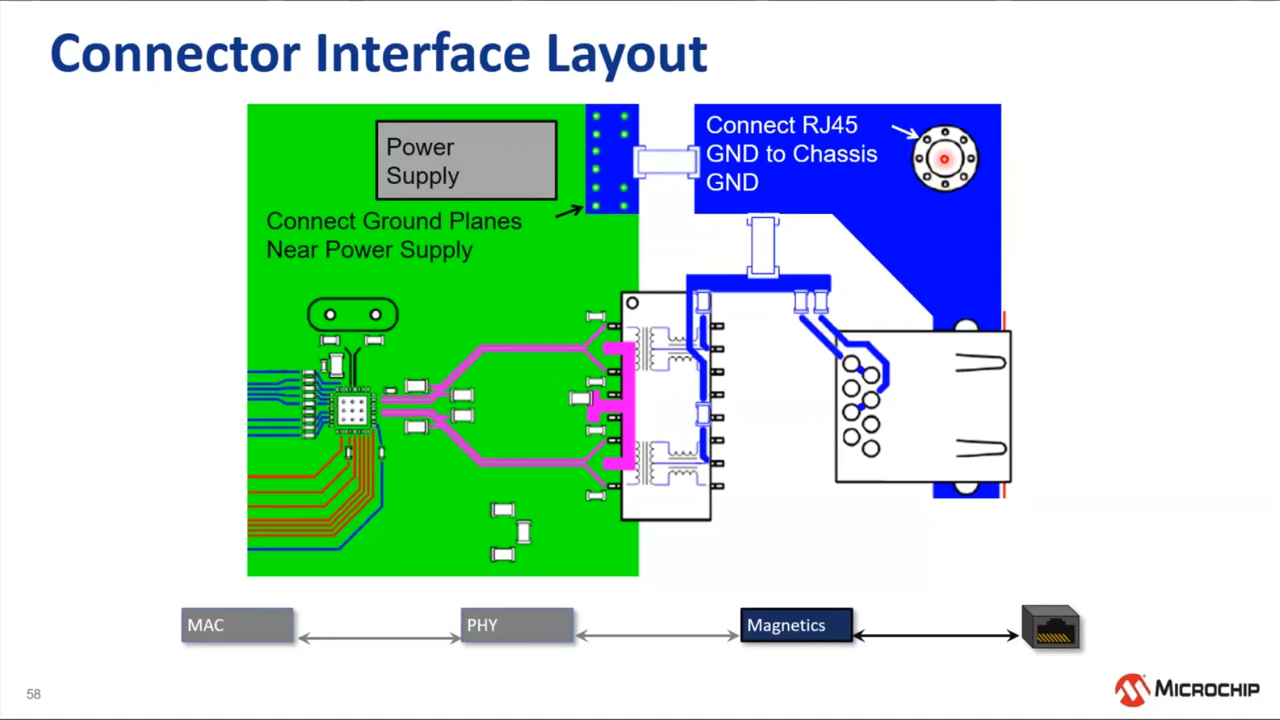 Connector Interface Layout
Power
Supply
Connect Ground Planes
Near Power Supply
Connect RJ45
GND to Chassis
GND
MAC
PHY
Magnetics
58
MICROCHIP